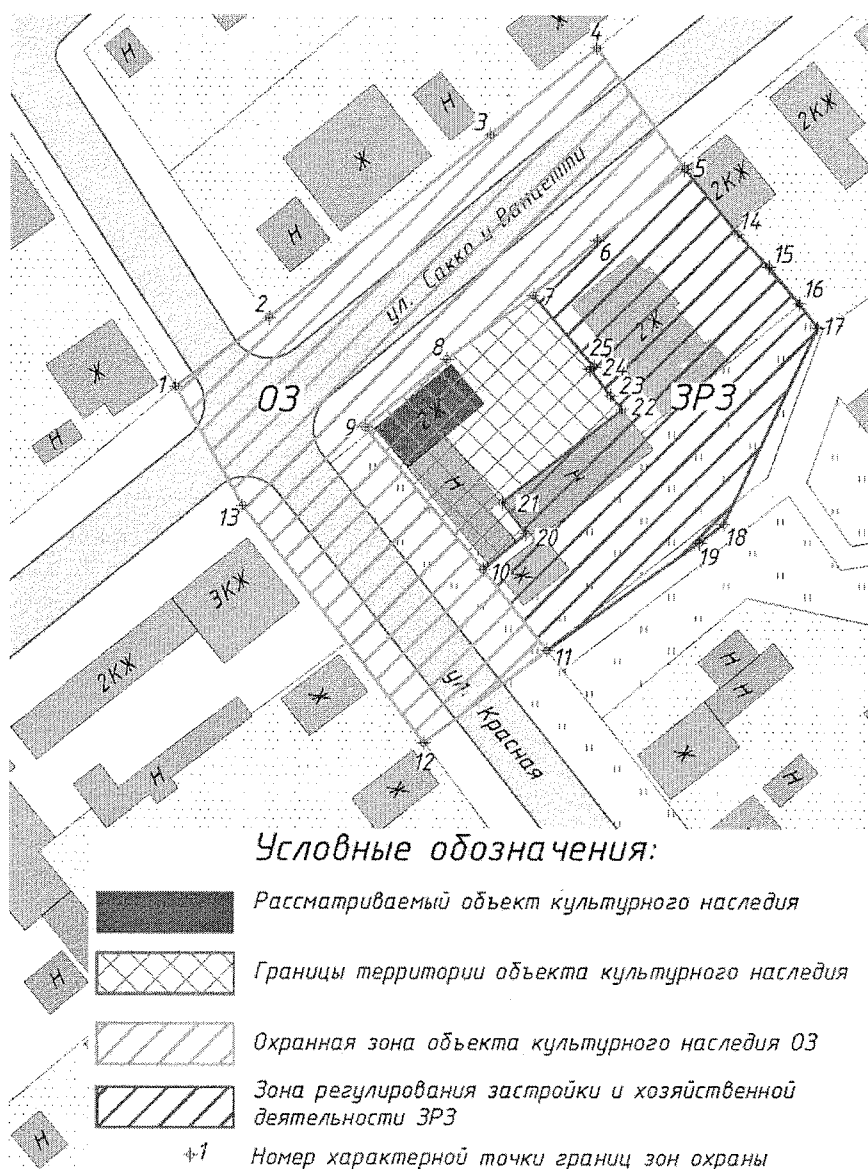 Н
Ж
4
2КЖ
Н
3
Ж
5
2КЖ
14
Н
ул. Сакко и Ванцетти
6
15
7
16
2
2Ж
17
8
25
24
1
Ж
ОЗ
23
ЗРЗ
22
2Ж
9
Н
Н
Н
21
13
20
18
19
10
Ж
3КЖ
11
2КЖ
Н
Ж
Н
ул. Красная
12
Ж
Н
Ж
Н
Условные обозначения:
Рассматриваемый объект культурного наследия
Границы территории объекта культурного наследия
Н
Охранная зона объекта культурного наследия ОЗ
Зона регулирования застройки и хозяйственной
деятельности ЗРЗ
Н
1
Номер характерной точки границ зон охраны